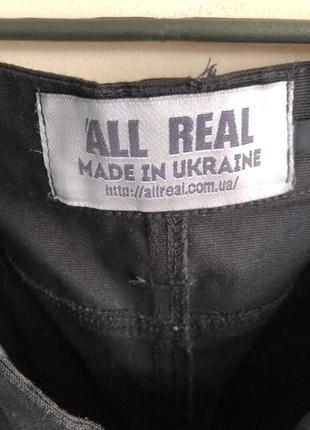 ALL REAL
MADE IN UKRAINE
http://allreal.com.ua/